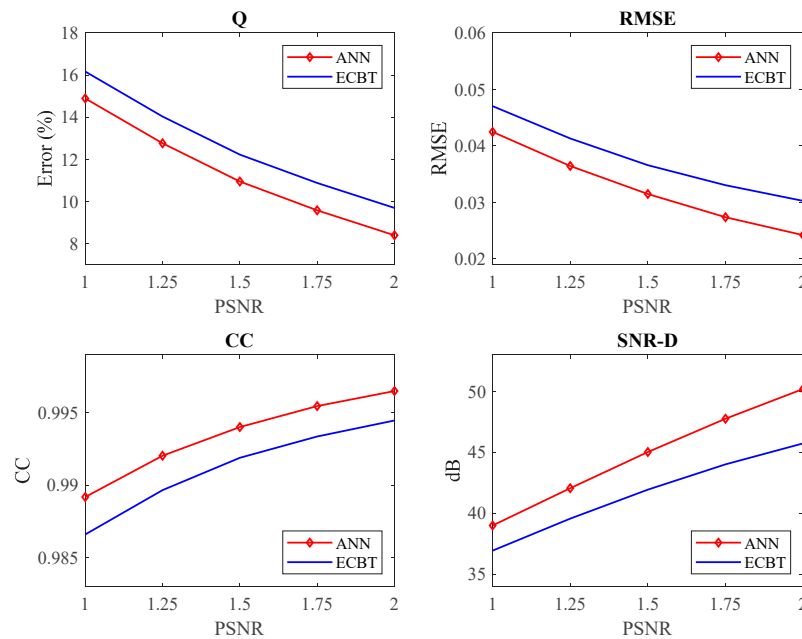 Q
18
16
14
12
10
8
Error (%)
ANN
ECBT
1
1.25
1.5
1.75
2
PSNR
RMSE
0.06
0.05
0.04
0.03
0.02
RMSE
ANN
ECBT
1
1.25
1.5
1.75
2
PSNR
CC
0.995
0.99
0.985
CC
ANN
ECBT
1
1.25
1.5
1.75
2
PSNR
SNR-D
50
45
40
35
dB
ANN
ECBT
1
1.25
1.5
1.75
2
PSNR